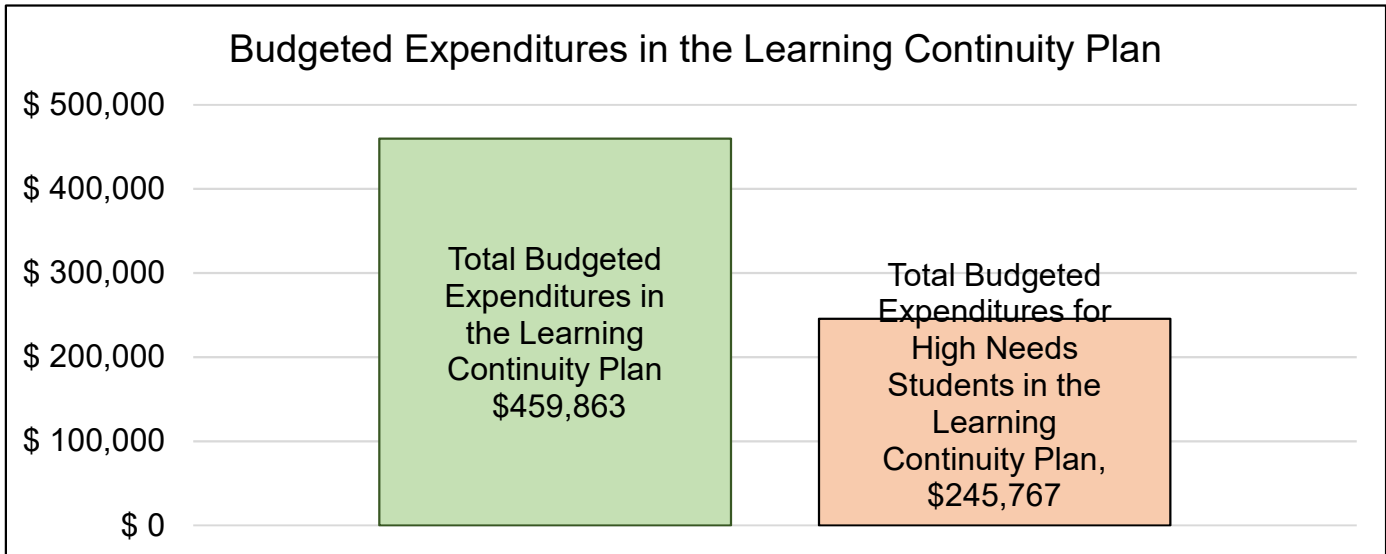 Budgeted Expenditures in the Learning Continuity Plan
$ 500,000
$ 400,000
$ 300,000
$ 200,000
$ 100,000
$ 0
Total Budgeted
Expenditures in
the Learning
Continuity Plan
$459,863
Total Budgeted
Expenditures for
High Needs
Students in the
Learning
Continuity Plan,
$245,767